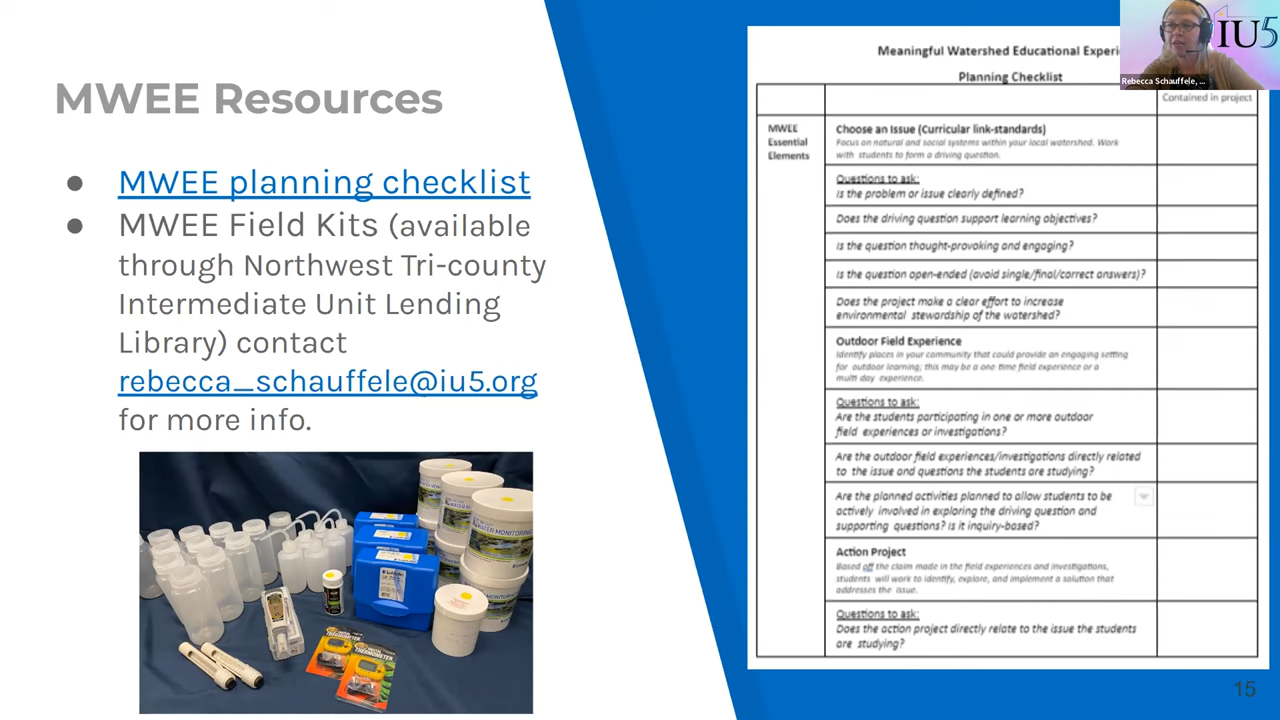 MWEE Resources
● MWEE planning checklist
● MWEE Field Kits (available
through Northwest Tri-county
Intermediate Unit Lending
Library) contact
rebecca_schauffele@iu5.org
for more info.
WATER MONITORING
THERMOMETER
Meaningful Watershed Educational Experi
Planning Checklist
Contained in project
MWEE
Essential
Elements
Choose an Issue (Curricular link-standards)
Focus on natural and social systems within your local watershed. Work
with students to form a driving question.
Questions to ask:
Is the problem or issue clearly defined?
Does the driving question support learning objectives?
Is the question thought-provoking and engaging?
Is the question open-ended (avoid single/final/correct answers)?
Does the project make a clear effort to increase
environmental stewardship of the watershed?
Outdoor Field Experience
Identify places in your community that could provide an engaging setting
for outdoor learning; this may be a one time field experience or a
multi day experience.
Questions to ask:
Are the students participating in one or more outdoor
field experiences or investigations?
Are the outdoor field experiences/investigations directly related
to the issue and questions the students are studying?
Are the planned activities planned to allow students to be
actively involved in exploring the driving question and
supporting questions? Is it inquiry-based?
Action Project
Based off the claim made in the field experiences and investigations,
students will work to identify, explore, and implement a solution that
addresses the issue.
Questions to ask:
Does the action project directly relate to the issue the students
are studying?
IU5
Rebecca Schauffele, ...
15